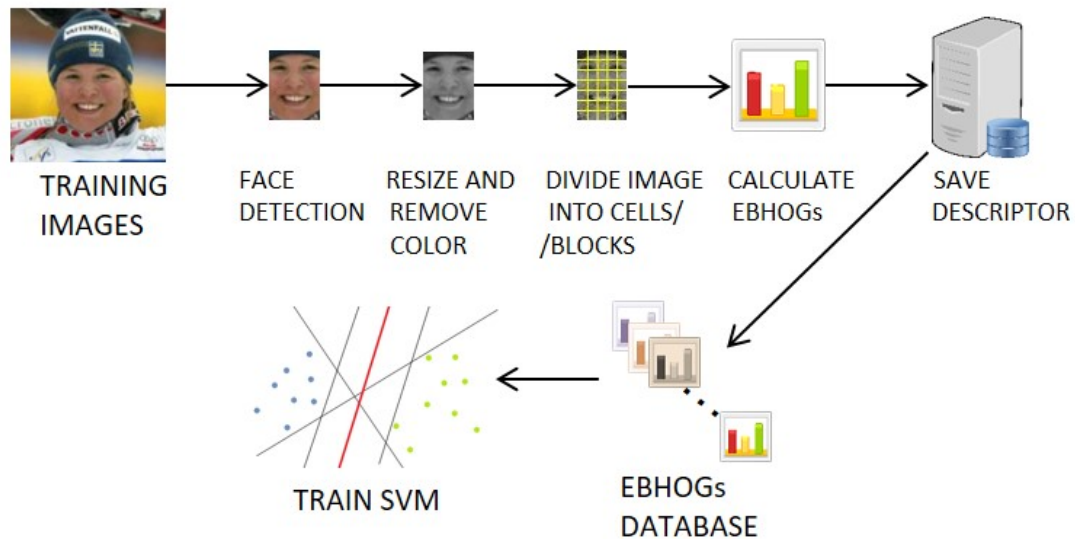 VATTENFALL
TRAINING
IMAGES
FACE
DETECTION
RESIZE AND
REMOVE
COLOR
DIVIDE IMAGE
INTO CELLS/
/BLOCKS
CALCULATE
EBHOGs
SAVE
DESCRIPTOR
TRAIN SVM
EBHOGs
DATABASE